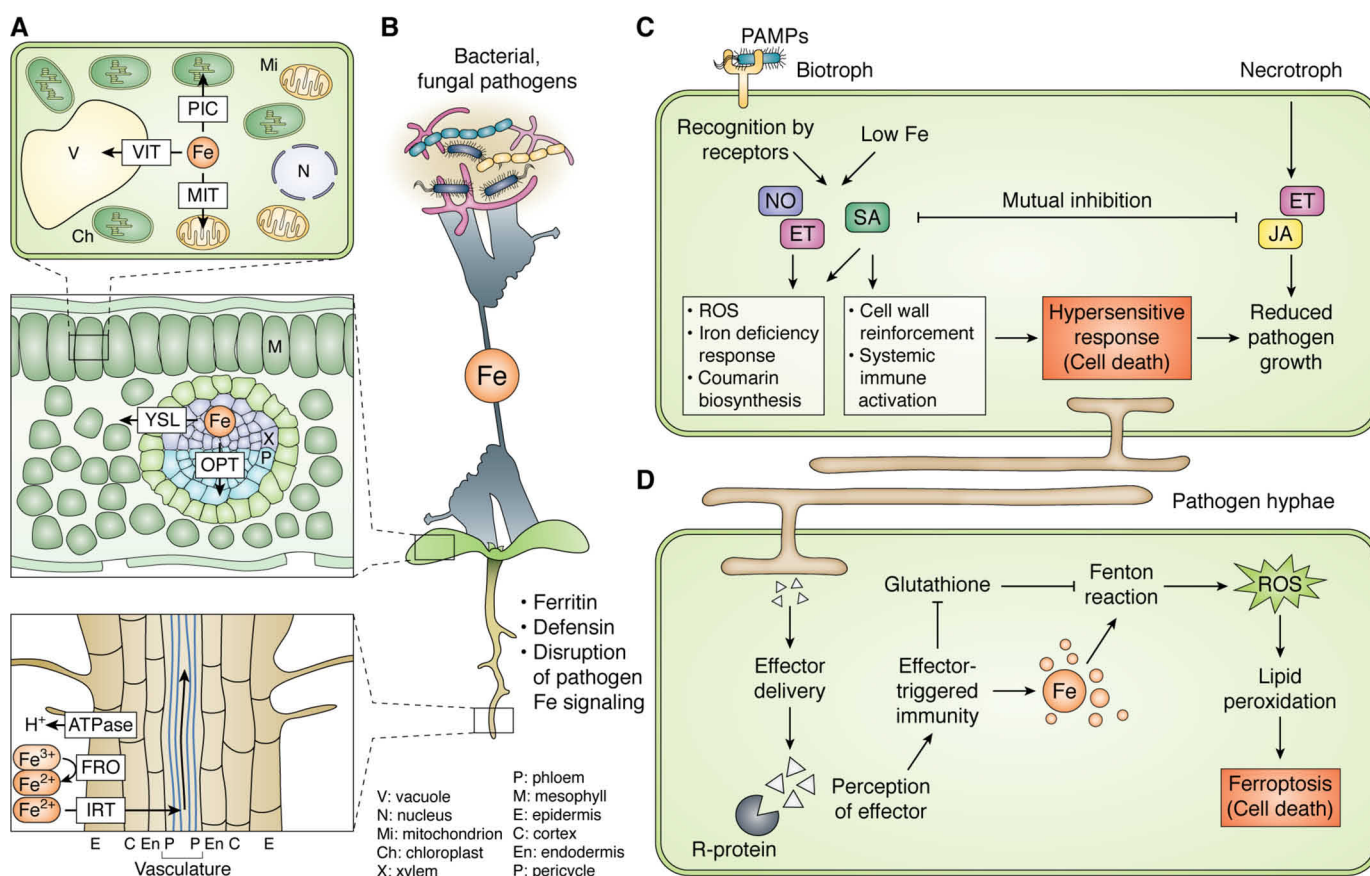 A
Mi
PIC
V
VIT
Fe
N
MIT
Ch
M
YSL
Fe
X
P
OPT
H+
ATPase
Fe3+
FRO
Fe2+
Fe2+
IRT
E C En P P En C E
Vasculature
B
Bacterial,
fungal pathogens
Fe
• Ferritin
• Defensin
• Disruption
of pathogen
Fe signaling
V: vacuole
N: nucleus
Mi: mitochondrion
Ch: chloroplast
X: xylem
P: phloem
M: mesophyll
E: epidermis
C: cortex
En: endodermis
P: pericycle
C
PAMPs
Biotroph
Necrotroph
Recognition by
receptors
Low Fe
NO
ET
SA
Mutual inhibition
ET
JA
• ROS
• Iron deficiency
response
• Coumarin
biosynthesis
• Cell wall
reinforcement
• Systemic
immune
activation
Hypersensitive
response
(Cell death)
Reduced
pathogen
growth
D
Pathogen hyphae
Glutathione
Fenton
reaction
ROS
Effector
delivery
Effector-
triggered
immunity
Fe
Lipid
peroxidation
Perception
of effector
R-protein
Ferroptosis
(Cell death)